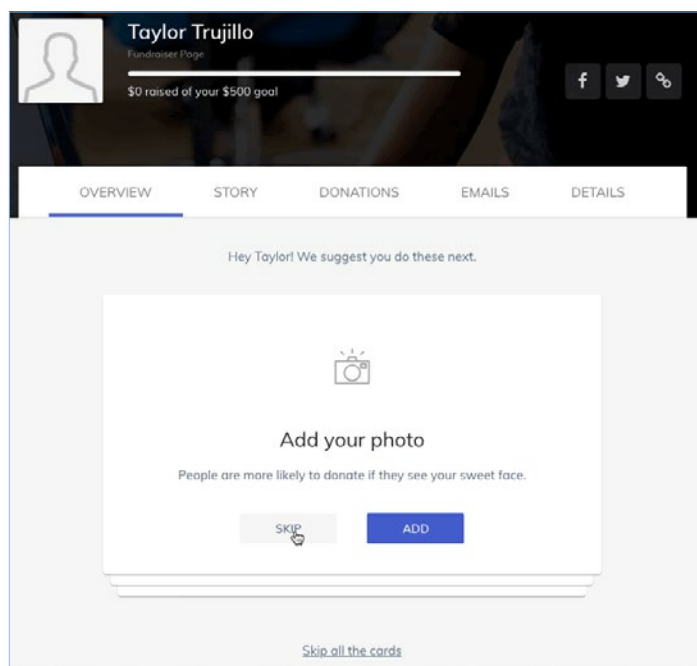 Taylor Trujillo
Fundraiser Page
$0 raised of your $500 goal
OVERVIEW STORY DONATIONS EMAILS DETAILS
Hey Taylor! We suggest you do these next.
Add your photo
People are more likely to donate if they see your sweet face.
SKIP ADD
Skip all the cards